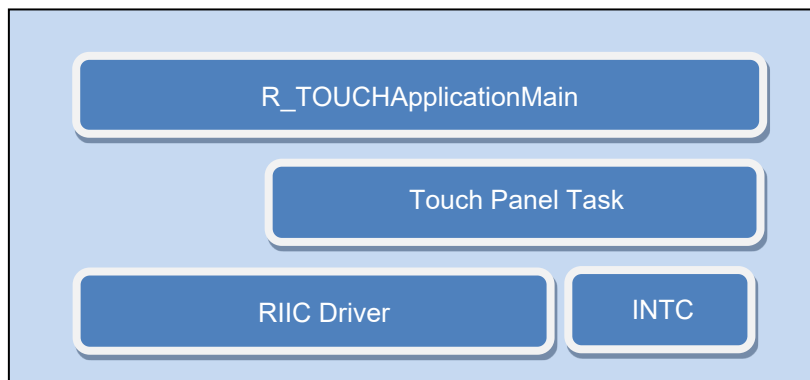 R_TOUCHApplicationMain
Touch Panel Task
RIIC Driver
INTC